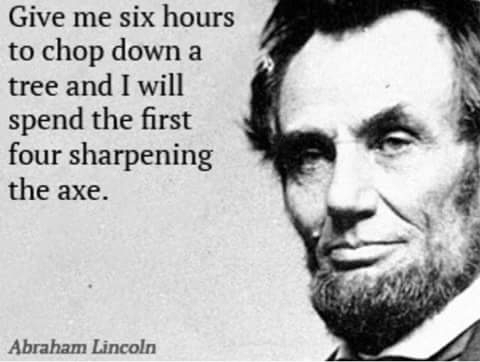 Give me six hours
to chop down a
tree and I will
spend the first
four sharpening
the axe.
Abraham Lincoln